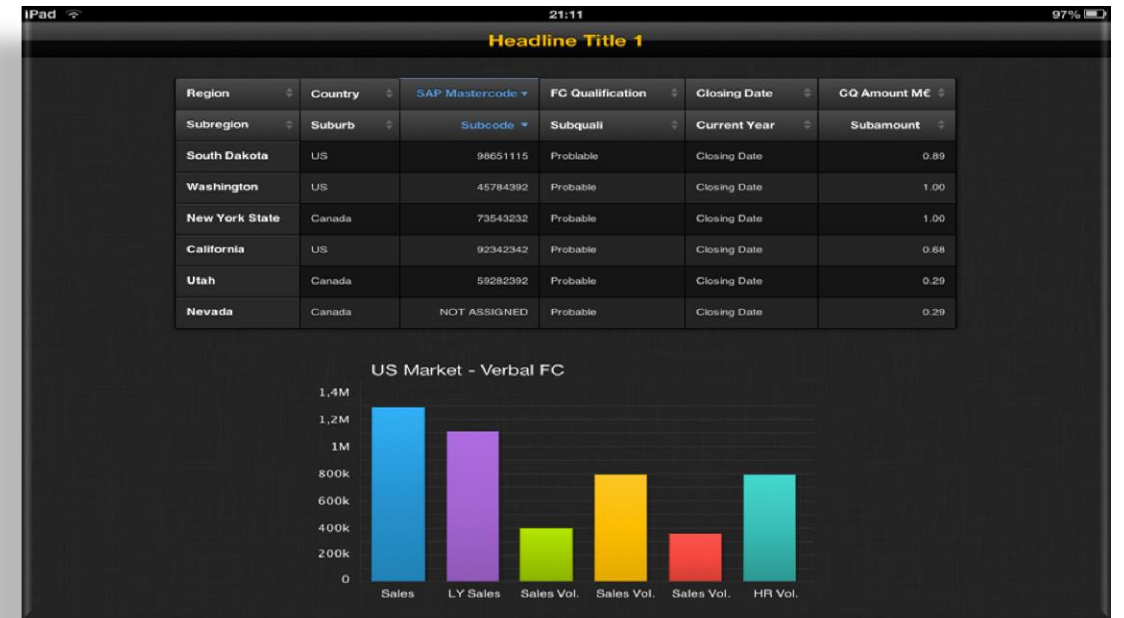 iPad 21:11 97%
Headline Title 1
Region Country SAP Mastercode FC Qualification Closing Date CQ Amount M€
Subregion Suburb Subcode Subquali Current Year Subamount
South Dakota US 98651115 Problable Closing Date 0.89
Washington US 45784392 Probable Closing Date 1.00
New York State Canada 73543232 Probable Closing Date 1.00
California US 92342342 Probable Closing Date 0.68
Utah Canada 59282392 Probable Closing Date 0.29
Nevada Canada NOT ASSIGNED Probable Closing Date 0.29
US Market - Verbal FC
1,4M
1,2M
1M
800k
600k
400k
200k
0
Sales LY Sales Sales Vol. Sales Vol. Sales Vol. HR Vol.